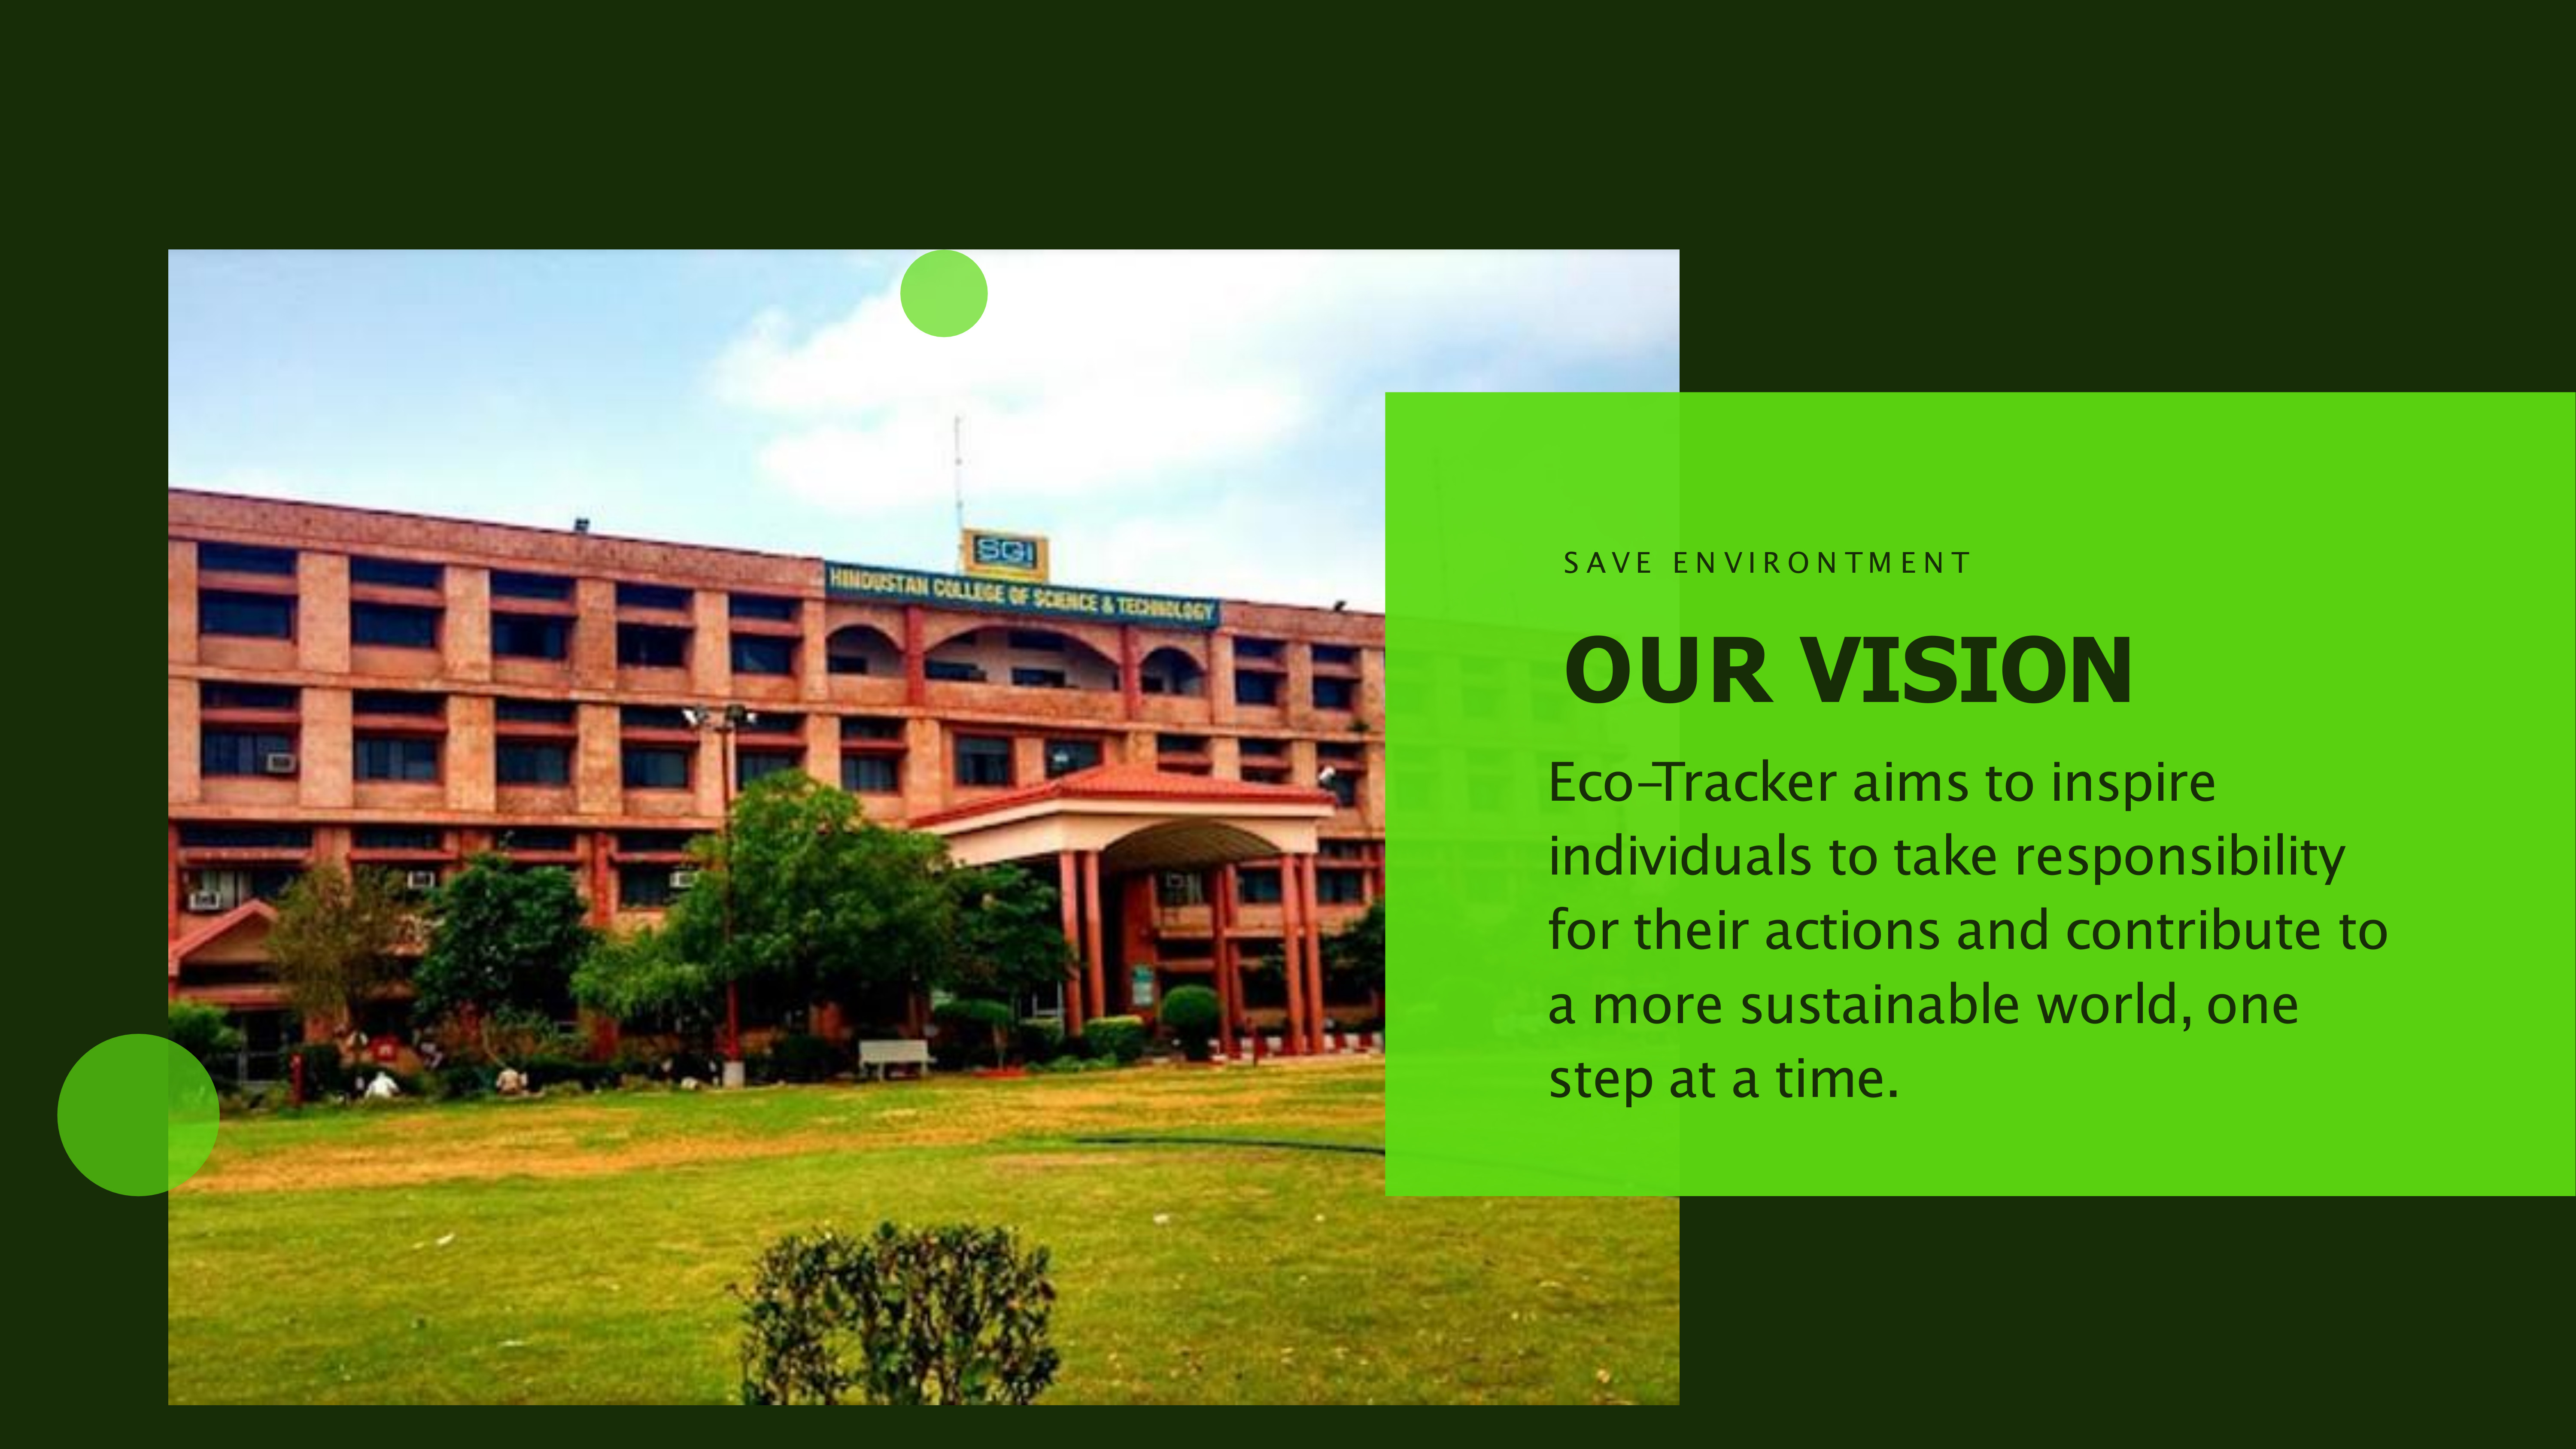 SGI
HINDUSTAN COLLEGE OF SCIENCE & TECHNOLOGY
SAVE ENVIRONTMENT
OUR VISION
Eco-Tracker aims to inspire
individuals to take responsibility
for their actions and contribute to
a more sustainable world, one
step at a time.